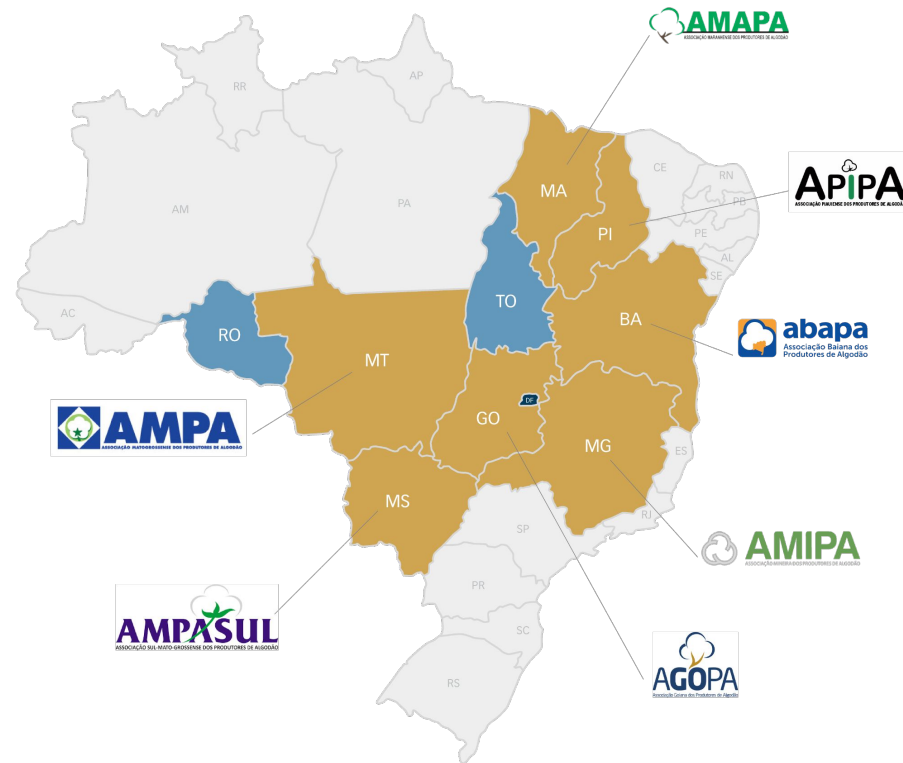 AMAPA
ASSOCIAÇÃO MARANHENSE DOS PRODUTORES DE ALGODÃO
RR
AP
APIPA
ASSOCIAÇÃO PIAUIENSE DOS PRODUTORES DE ALGODÃO
CE
RN
PB
MA
AM
PA
PI
PE
AL
SE
TO
AC
RO
BA
abapa
Associação Baiana dos
Produtores de Algodão
MT
DF
AMPA
ASSOCIAÇÃO MATOGROSSENSE DOS PRODUTORES DE ALGODÃO
GO
MG
ES
MS
RJ
SP
AMIPA
ASSOCIAÇÃO MINEIRA DOS PRODUTORES DE ALGODÃO
PR
AMPASUL
ASSOCIAÇÃO SUL-MATO-GROSSENSE DOS PRODUTORES DE ALGODÃO
SC
RS
AGOPA
Associação Goiana dos Produtores de Algodão